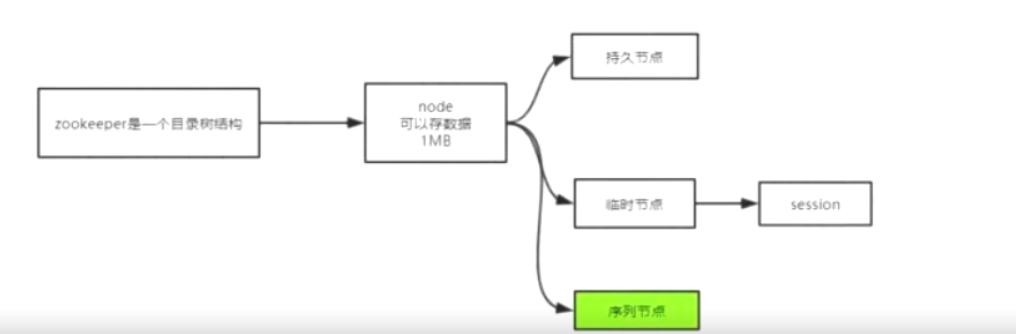 zookeeper是一个目录树结构
node
可以存数据
1MB
持久节点
临时节点
session
序列节点